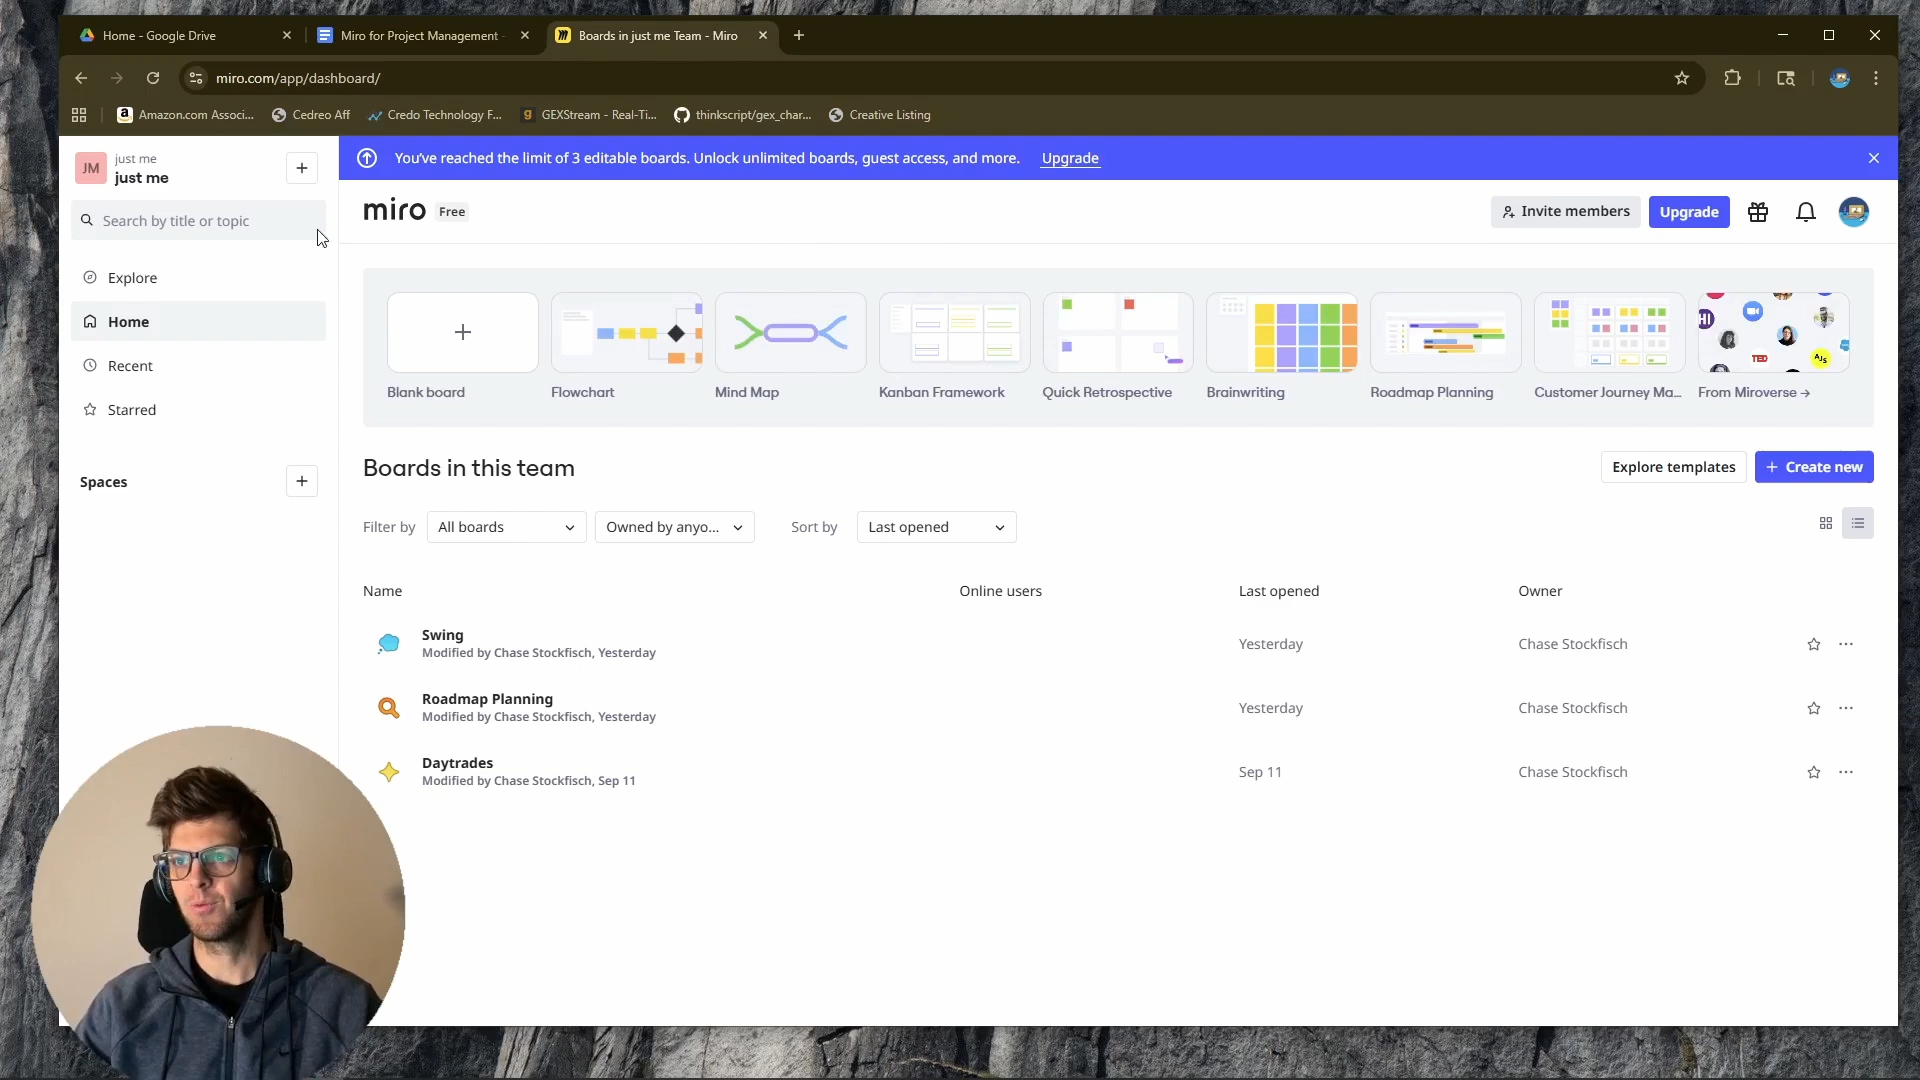 Home - Google Drive
Miro for Project Management -
Boards in just me Team - Miro
miro.com/app/dashboard/
Amazon.com Associ...
Cedreo Aff
Credo Technology F...
GEXStream - Real-Ti...
thinkscript/gex_char...
Creative Listing
JM
just me
just me
You've reached the limit of 3 editable boards. Unlock unlimited boards, guest access, and more.
Upgrade
Search by title or topic
miro
Free
Invite members
Upgrade
Explore
Home
Recent
Starred
Spaces
Blank board
Flowchart
Mind Map
Kanban Framework
Quick Retrospective
Brainwriting
Roadmap Planning
Customer Journey Ma...
HI
TED
From Miroverse →
Boards in this team
Explore templates
+ Create new
Filter by
All boards
Owned by anyo...
Sort by
Last opened
Name
Online users
Last opened
Owner
Swing
Modified by Chase Stockfisch, Yesterday
Yesterday
Chase Stockfisch
Roadmap Planning
Modified by Chase Stockfisch, Yesterday
Yesterday
Chase Stockfisch
Daytrades
Modified by Chase Stockfisch, Sep 11
Sep 11
Chase Stockfisch